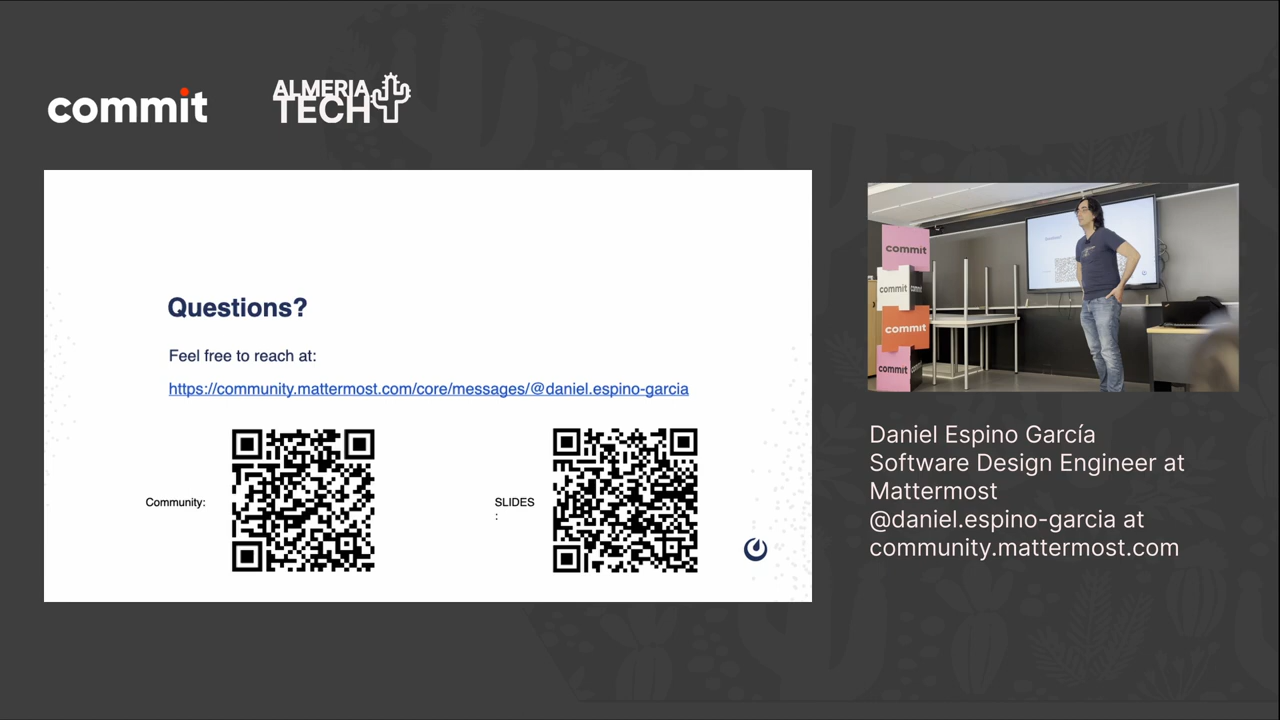 commit
ALMERIA
TECH
Questions?
Feel free to reach at:
https://community.mattermost.com/core/messages/@daniel.espino-garcia
Community:
SLIDES
:
commit
commit
commit
commit
commit
Questions?
Daniel Espino García
Software Design Engineer at
Mattermost
@daniel.espino-garcia at
community.mattermost.com